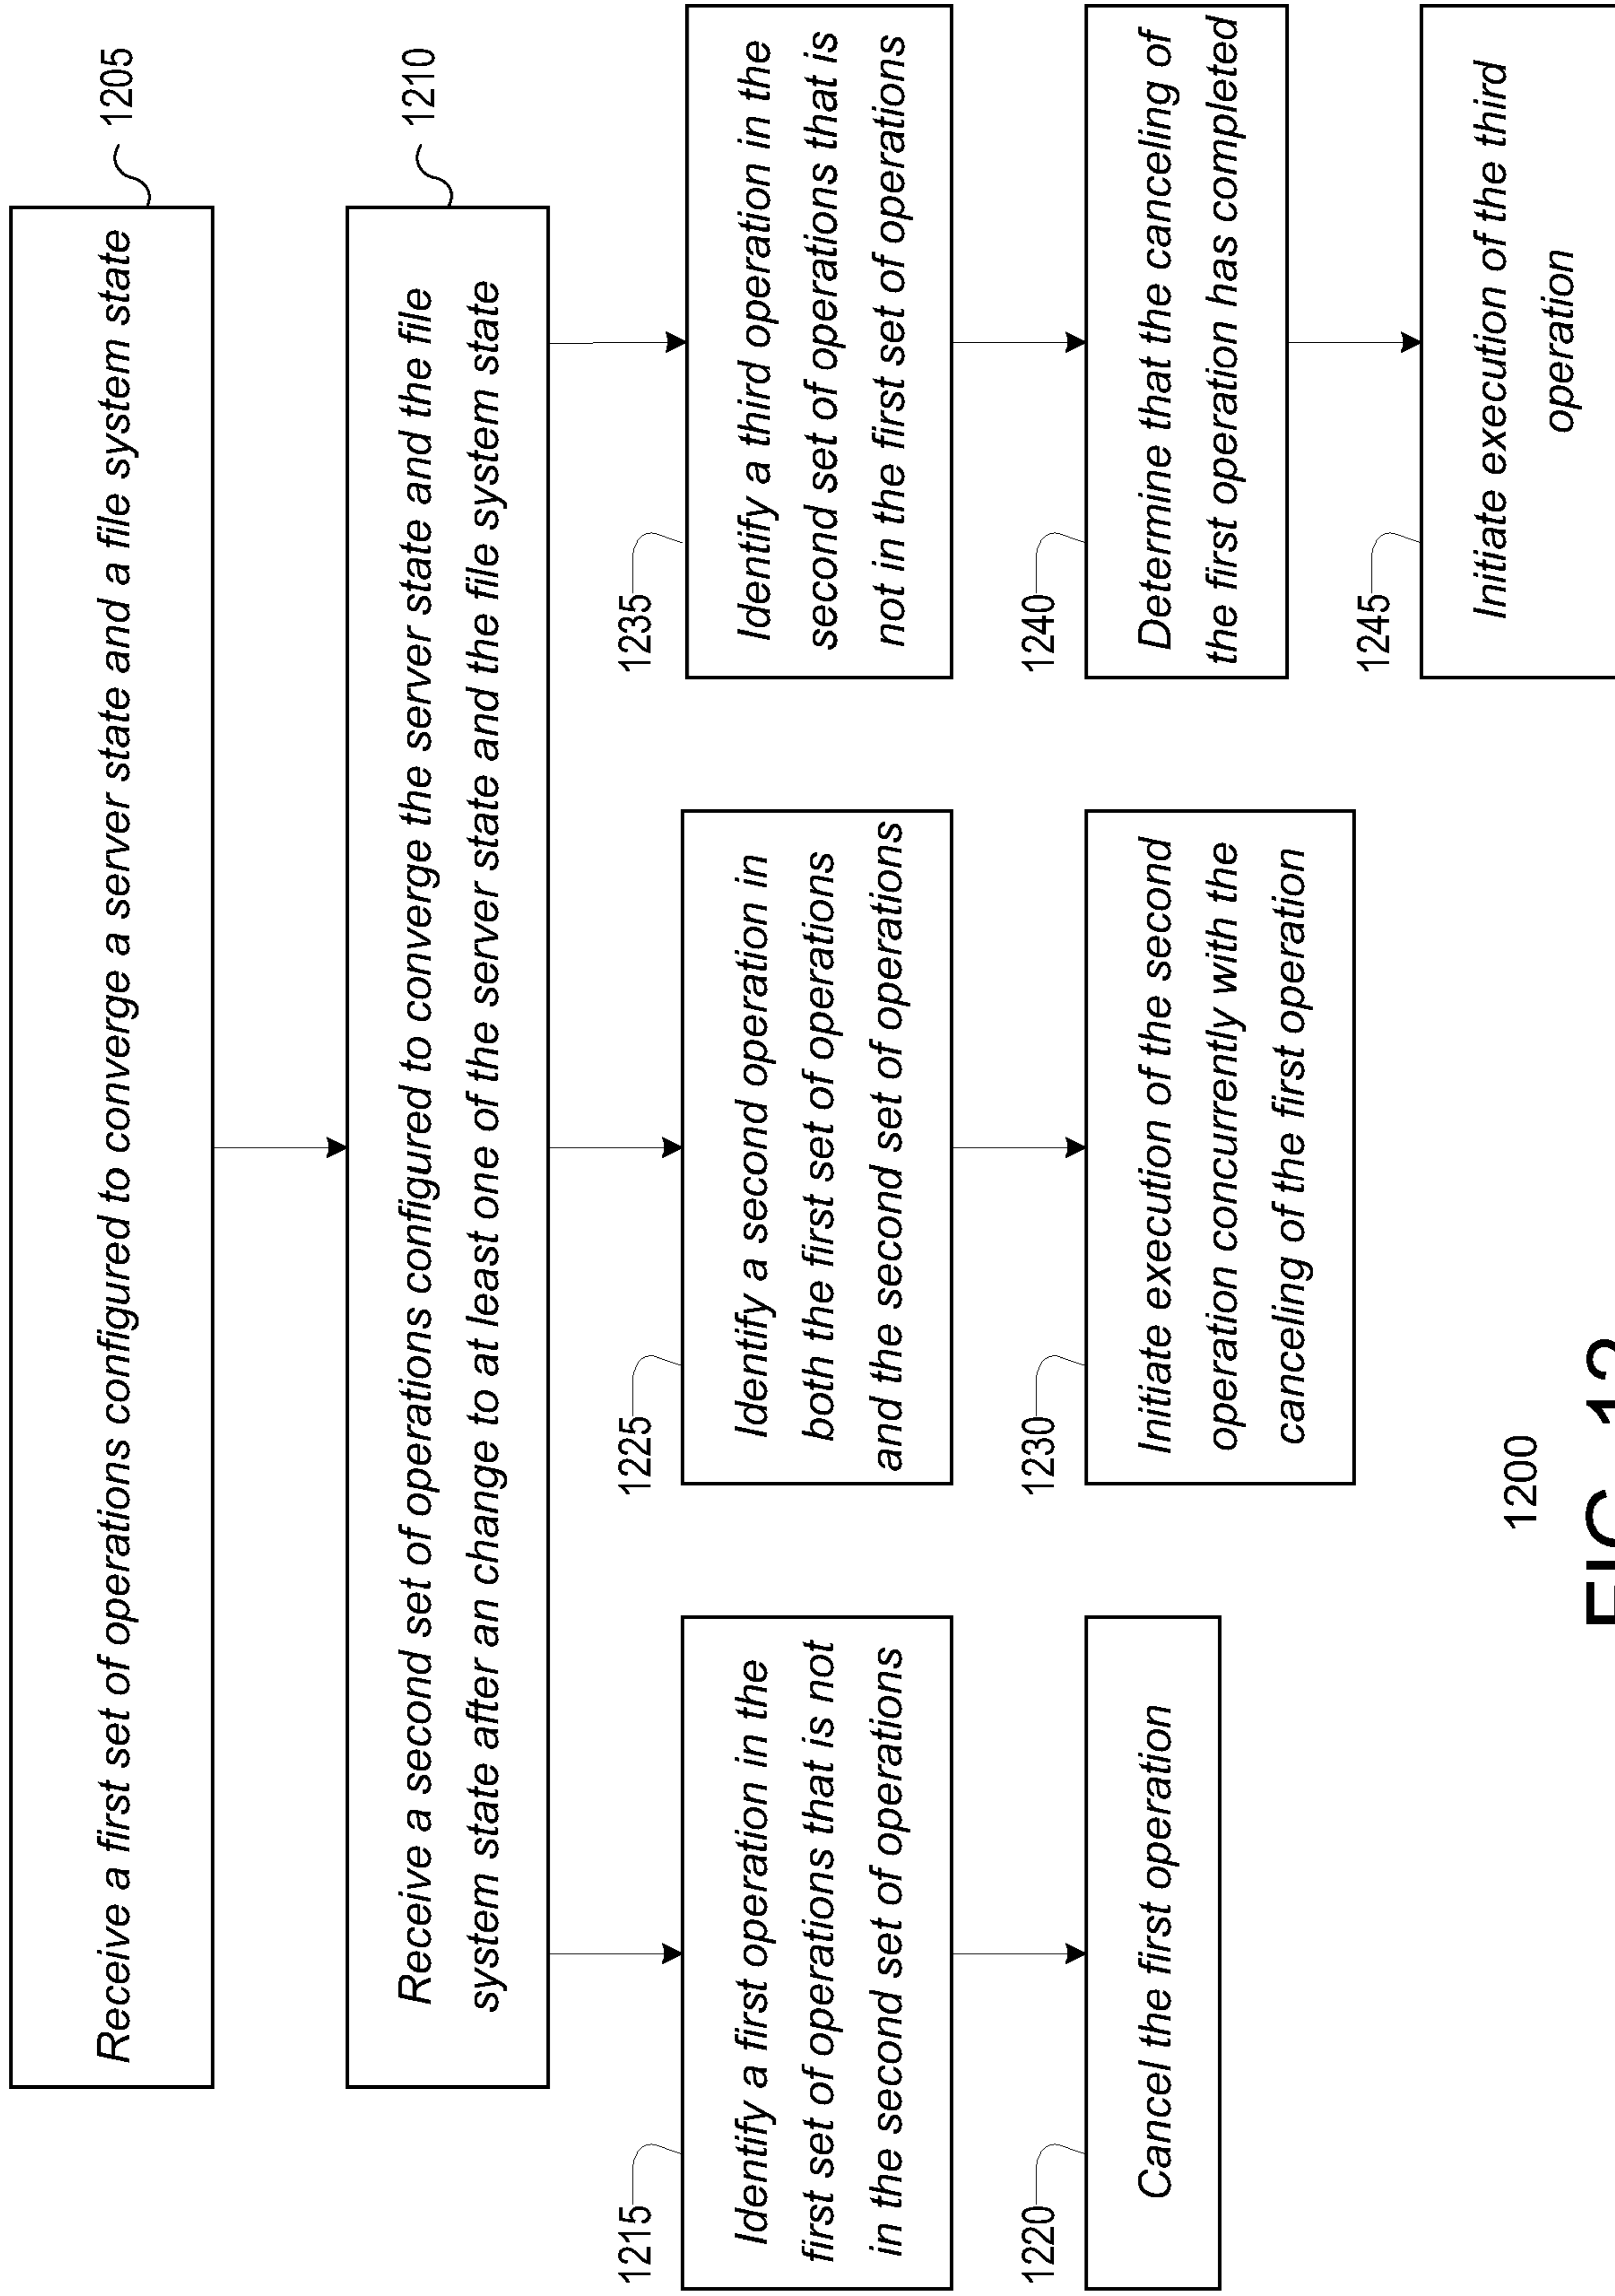 Receive a first set of operations configured to converge a server state and a file system state
1205
Receive a second set of operations configured to converge the server state and the file
system state after an change to at least one of the server state and the file system state
1210
1215
Identify a first operation in the
first set of operations that is not
in the second set of operations
1220
Cancel the first operation
1225
Identify a second operation in
both the first set of operations
and the second set of operations
1230
Initiate execution of the second
operation concurrently with the
canceling of the first operation
1235
Identify a third operation in the
second set of operations that is
not in the first set of operations
1240
Determine that the canceling of
the first operation has completed
1245
Initiate execution of the third
operation
1200
FIG. 12